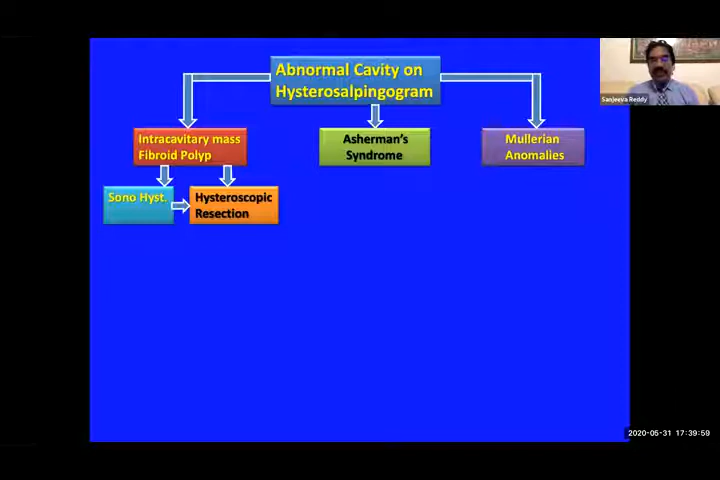 Abnormal Cavity on
Hysterosalpingogram
Intracavitary mass
Fibroid Polyp
Asherman's
Syndrome
Mullerian
Anomalies
Sono Hyst.
Hysteroscopic
Resection
Sanjeeva Reddy
2020-05-31 17:39:59